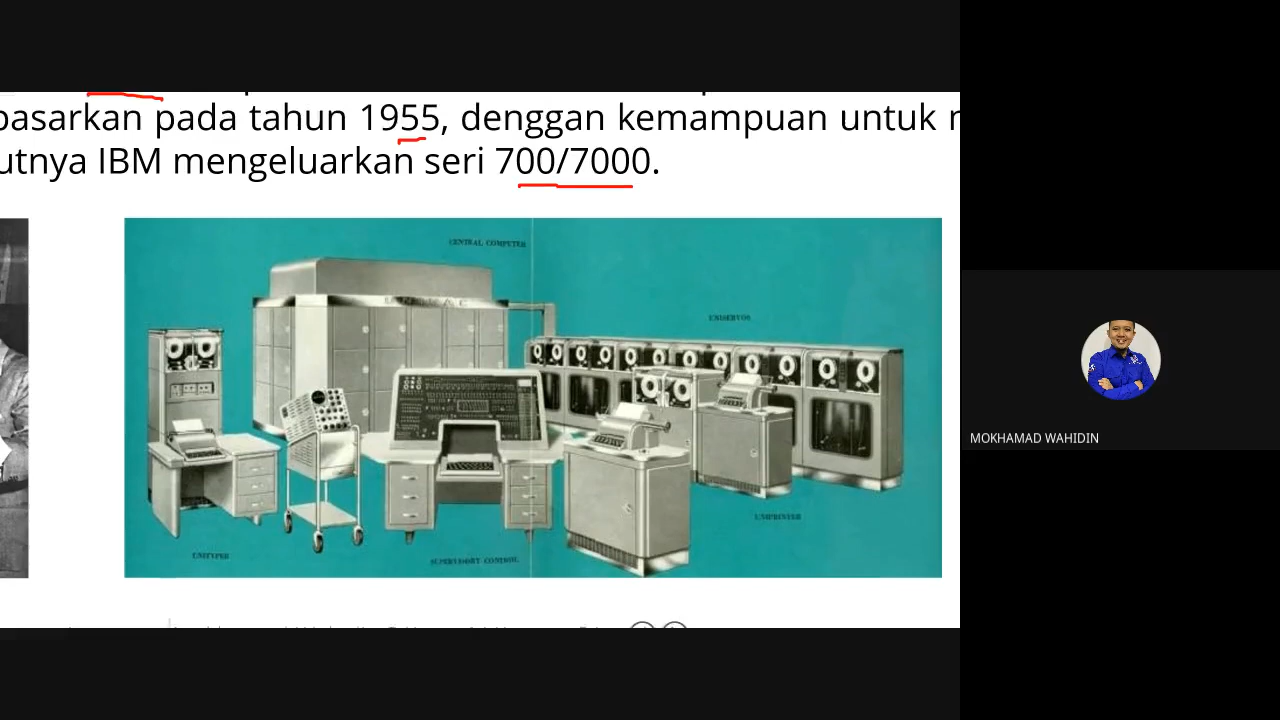 pasarkan pada tahun 1955, denggan kemampuan untuk
utnya IBM mengeluarkan seri 700/7000.
CENTRAL COMPUTER
UNIVAC
UNISERVOS
UNIPRINTER
UNITYPER
SUPERVISORY CONTROL
MOKHAMAD WAHIDIN